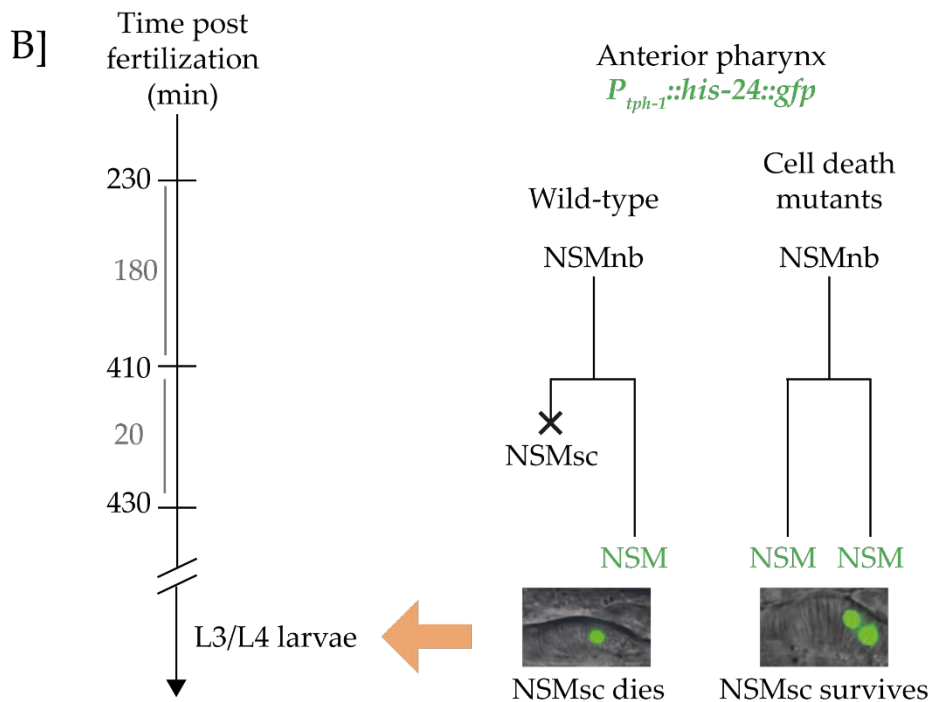 B]
Time post
fertilization
(min)
230
180
410
20
430
L3/L4 larvae
Anterior pharynx
Ptph-1::his-24::gfp
Wild-type
Cell death
mutants
NSMnb
NSMnb
NSMsc
NSM
NSM
NSM
NSMsc dies
NSMsc survives